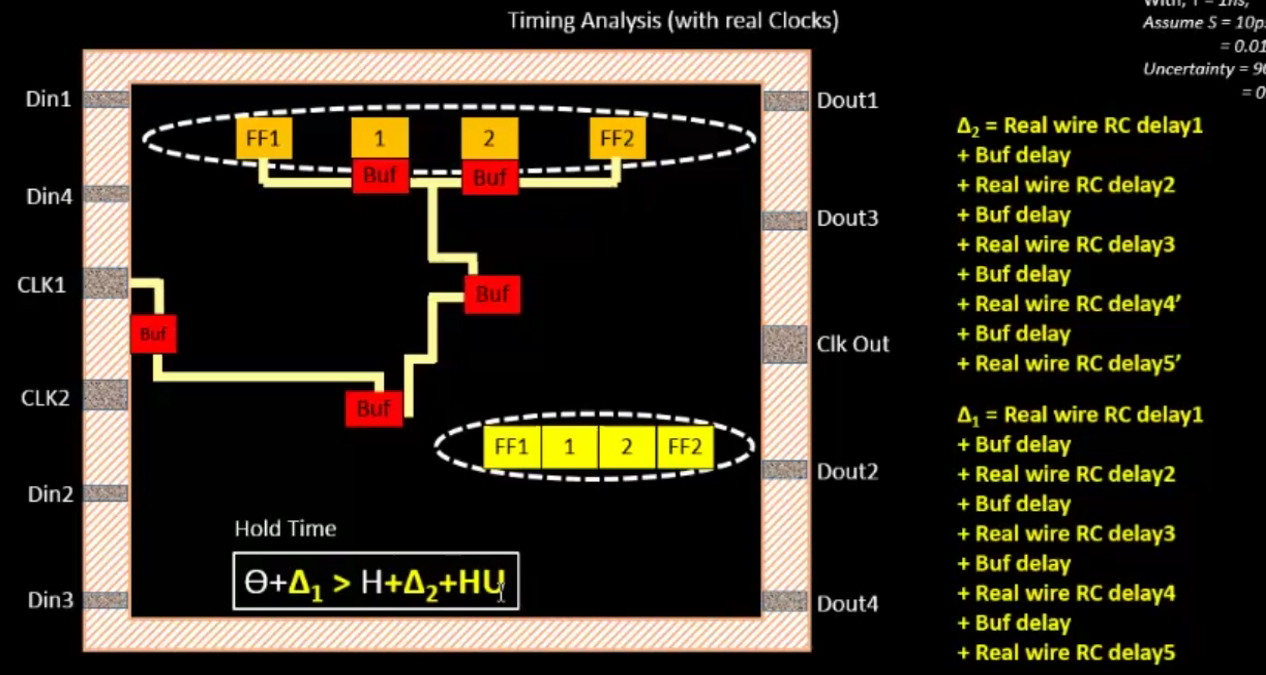 Timing Analysis (with real Clocks)
With, T = 1ns,
Assume S = 10p
= 0.01
Uncertainty = 9
= 0
Din1
Din4
CLK1
CLK2
Din2
Din3
FF1 1 2 FF2
Buf Buf
Buf
Buf
Buf
FF1 1 2 FF2
Hold Time
Ɵ+Δ₁ > H+Δ₂+HU
Dout1
Dout3
Clk Out
Dout2
Dout4
Δ₂ = Real wire RC delay1
+ Buf delay
+ Real wire RC delay2
+ Buf delay
+ Real wire RC delay3
+ Buf delay
+ Real wire RC delay4’
+ Buf delay
+ Real wire RC delay5’
Δ₁ = Real wire RC delay1
+ Buf delay
+ Real wire RC delay2
+ Buf delay
+ Real wire RC delay3
+ Buf delay
+ Real wire RC delay4
+ Buf delay
+ Real wire RC delay5